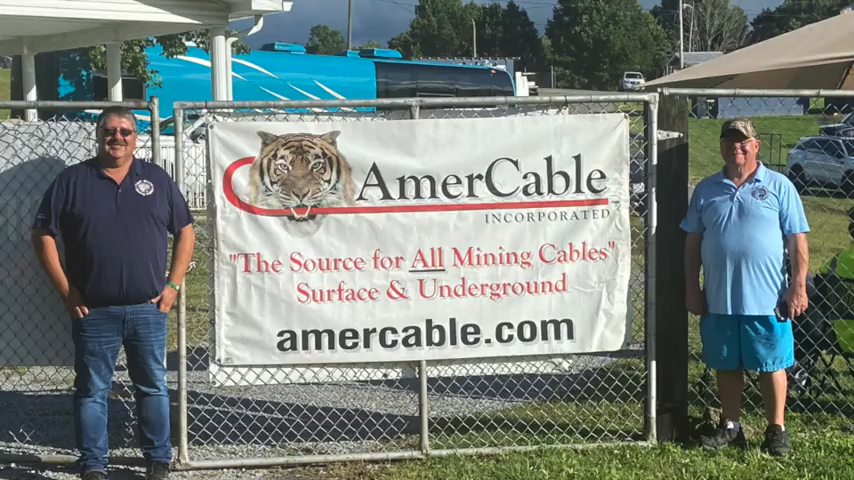 AmerCable
INCORPORATED
"The Source for All Mining Cables"
Surface & Underground
amercable.com